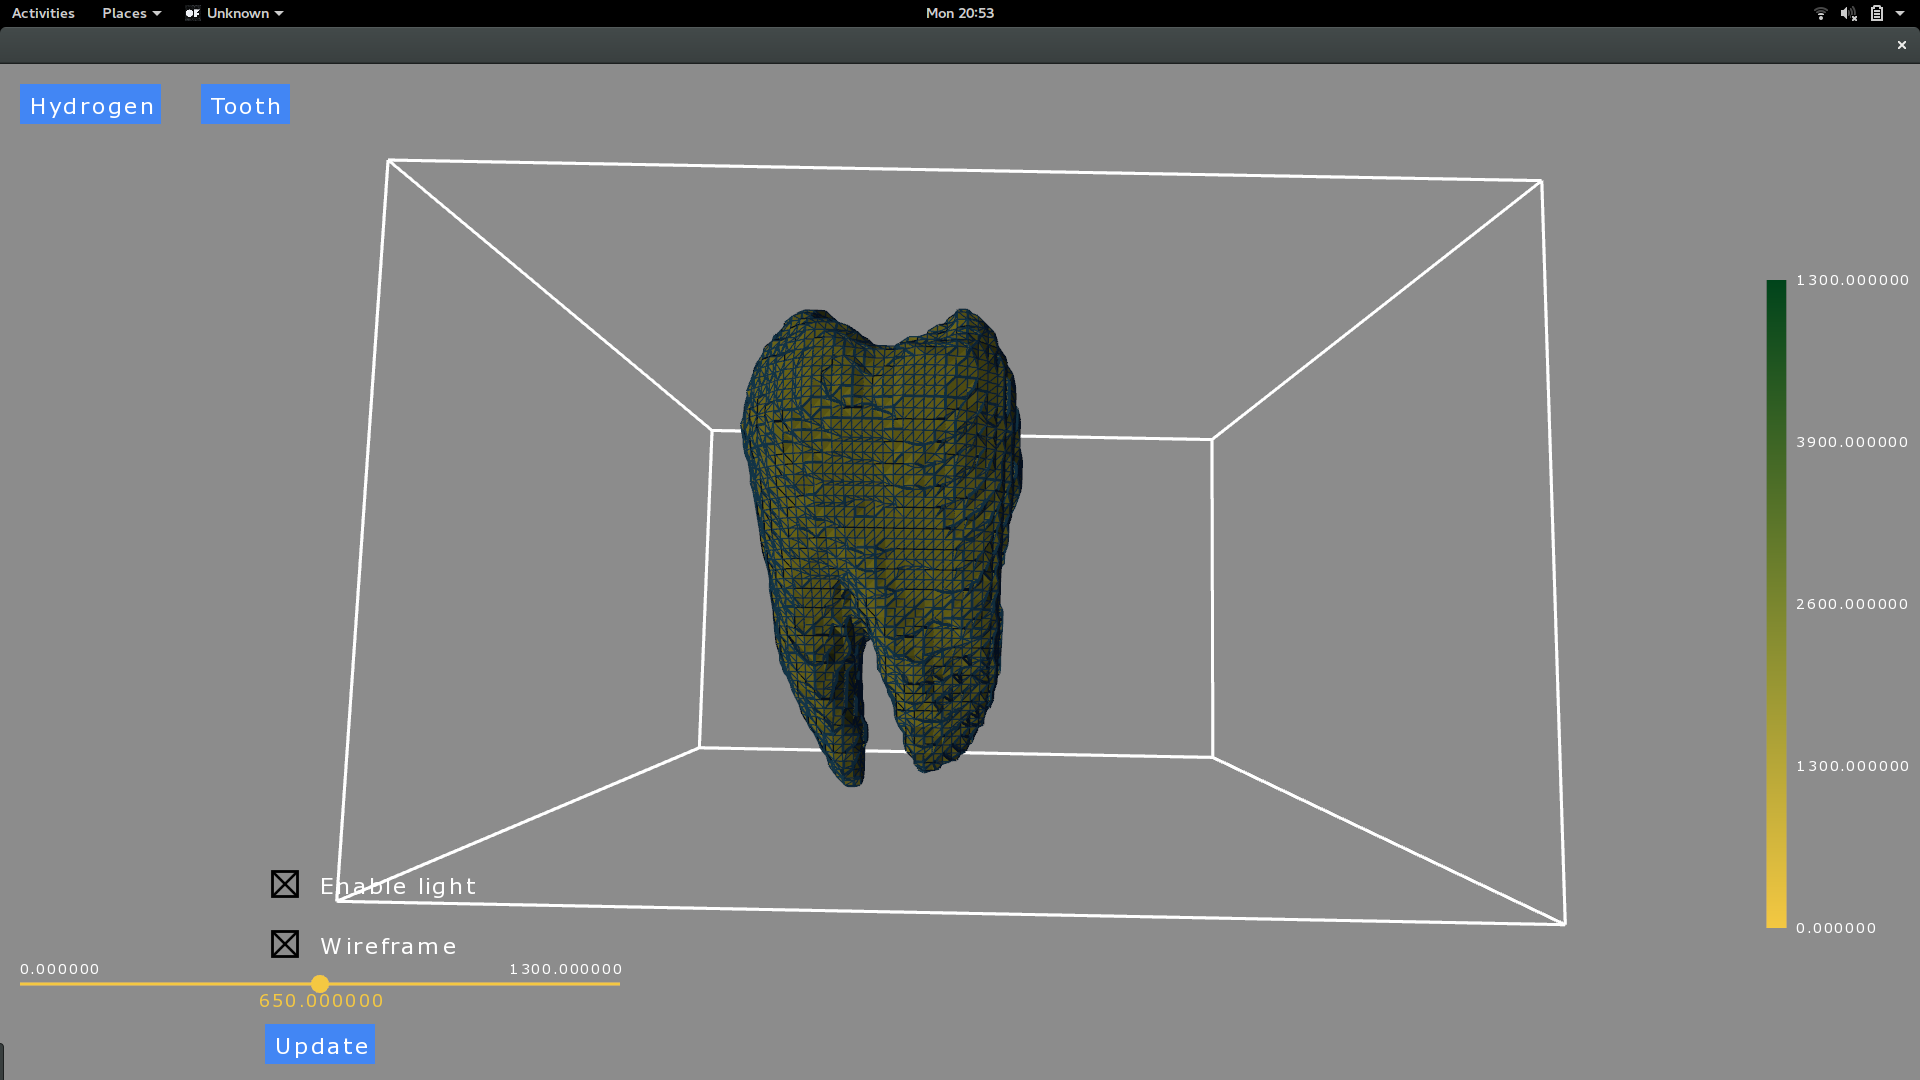 Activities Places Unknown Mon 20:53
Hydrogen Tooth
1300.000000
3900.000000
2600.000000
1300.000000
0.000000
Enable light
Wireframe
0.000000 1300.000000
650.000000
Update